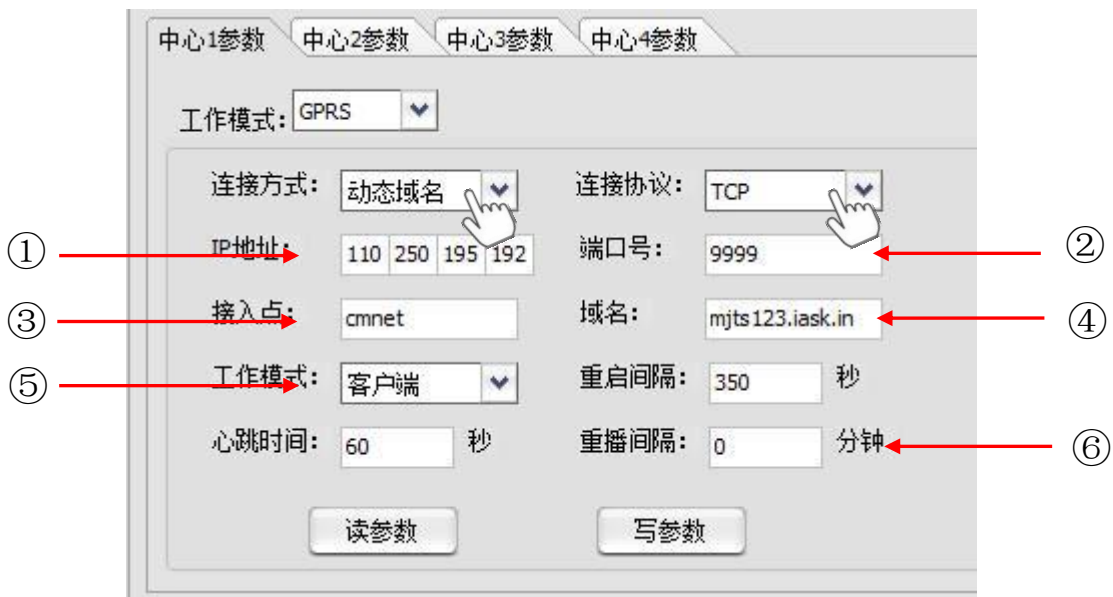 中心1参数 中心2参数 中心3参数 中心4参数
工作模式: GPRS
连接方式: 动态域名 连接协议: TCP
① IP地址: 110 250 195 192 端口号: 9999 ②
③ 接入点: cmnet 域名: mjts123.iask.in ④
⑤ 工作模式: 客户端 重启间隔: 350 秒
心跳时间: 60 秒 重播间隔: 0 分钟 ⑥
读参数 写参数